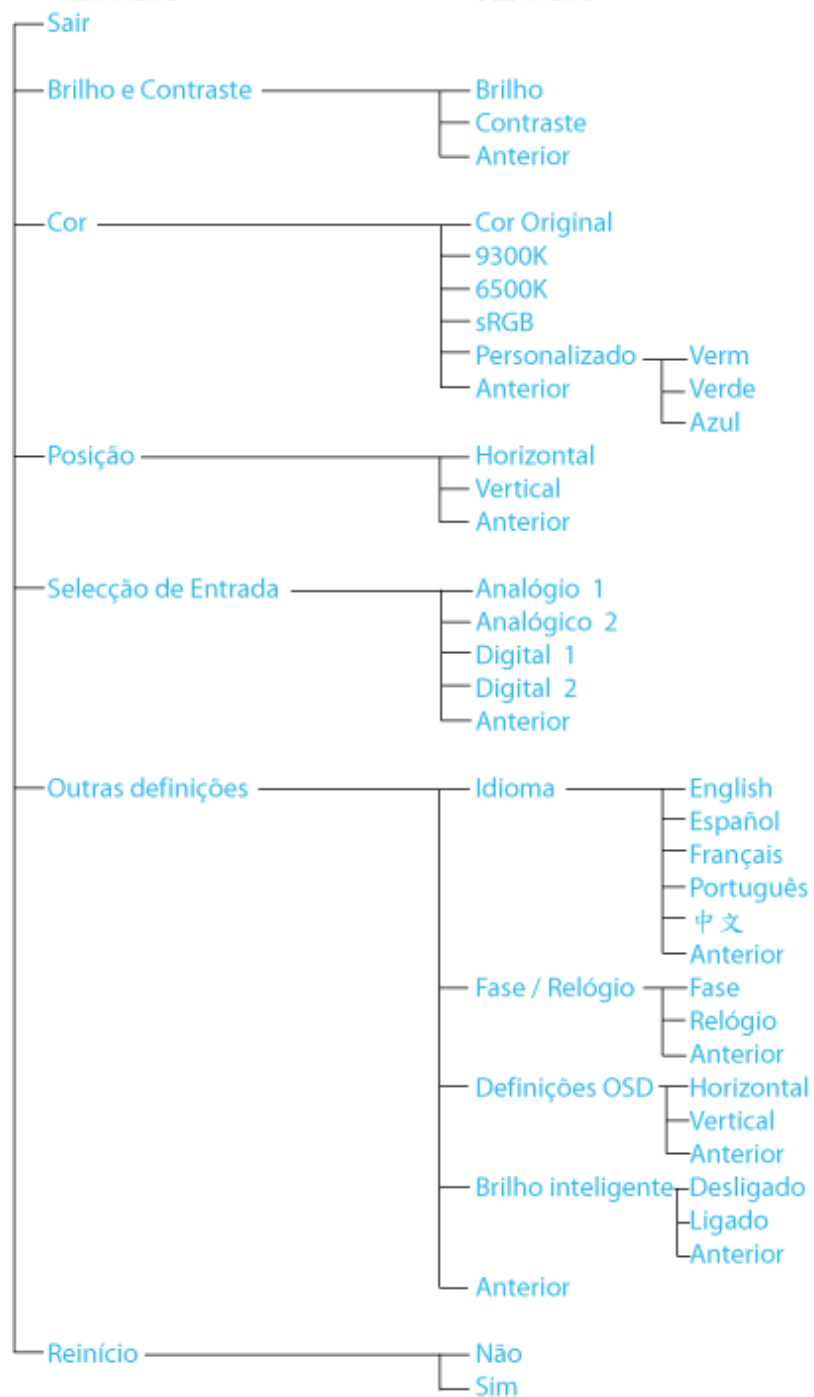 Sair
Brilho e Contraste Brilho
Contraste
Anterior
Cor Cor Original
9300K
6500K
sRGB
Personalizado Verm
Anterior Verde
Azul
Posição Horizontal
Vertical
Anterior
Selecção de Entrada Analógio 1
Analógico 2
Digital 1
Digital 2
Anterior
Outras definições Idioma English
Español
Français
Português
中文
Anterior
Fase / Relógio Fase
Relógio
Anterior
Definições OSD Horizontal
Vertical
Anterior
Brilho inteligente Desligado
Ligado
Anterior
Anterior
Reinício Não
Sim